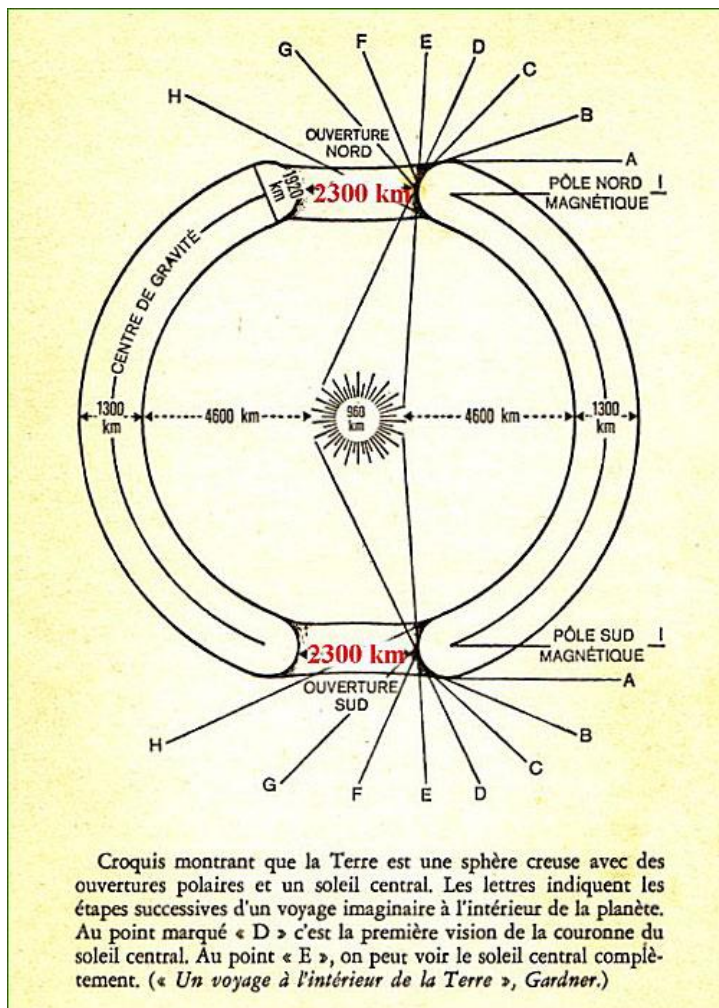 G
F
E
D
C
B
A
H
OUVERTURE
NORD
1920
km
2300 km
PÔLE NORD I
MAGNÉTIQUE
CENTRE DE GRAVITÉ
1300
km
4600 km
960
km
4600 km
1300
km
2300 km
OUVERTURE
SUD
PÔLE SUD I
MAGNÉTIQUE
A
B
C
D
E
F
G
H
Croquis montrant que la Terre est une sphère creuse avec des
ouvertures polaires et un soleil central. Les lettres indiquent les
étapes successives d'un voyage imaginaire à l'intérieur de la planète.
Au point marqué « D » c'est la première vision de la couronne du
soleil central. Au point « E », on peut voir le soleil central complè-
tement. (« Un voyage à l'intérieur de la Terre », Gardner.)